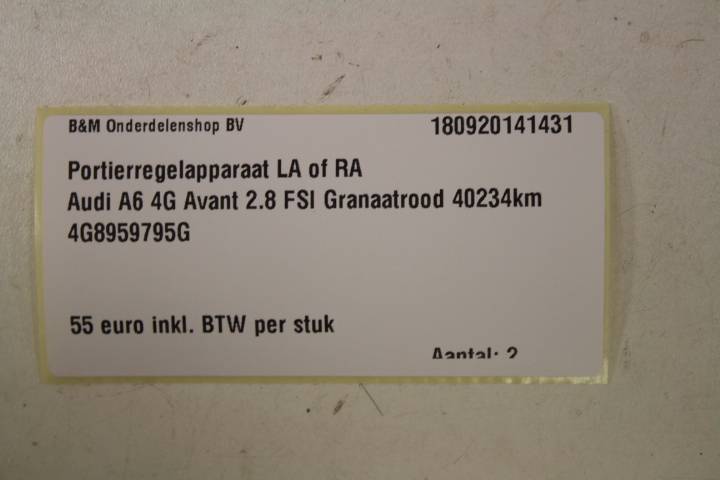 B&M Onderdelenshop BV 180920141431
Portierregelapparaat LA of RA
Audi A6 4G Avant 2.8 FSI Granaatrood 40234km
4G8959795G
55 euro inkl. BTW per stuk
Aantal: 2